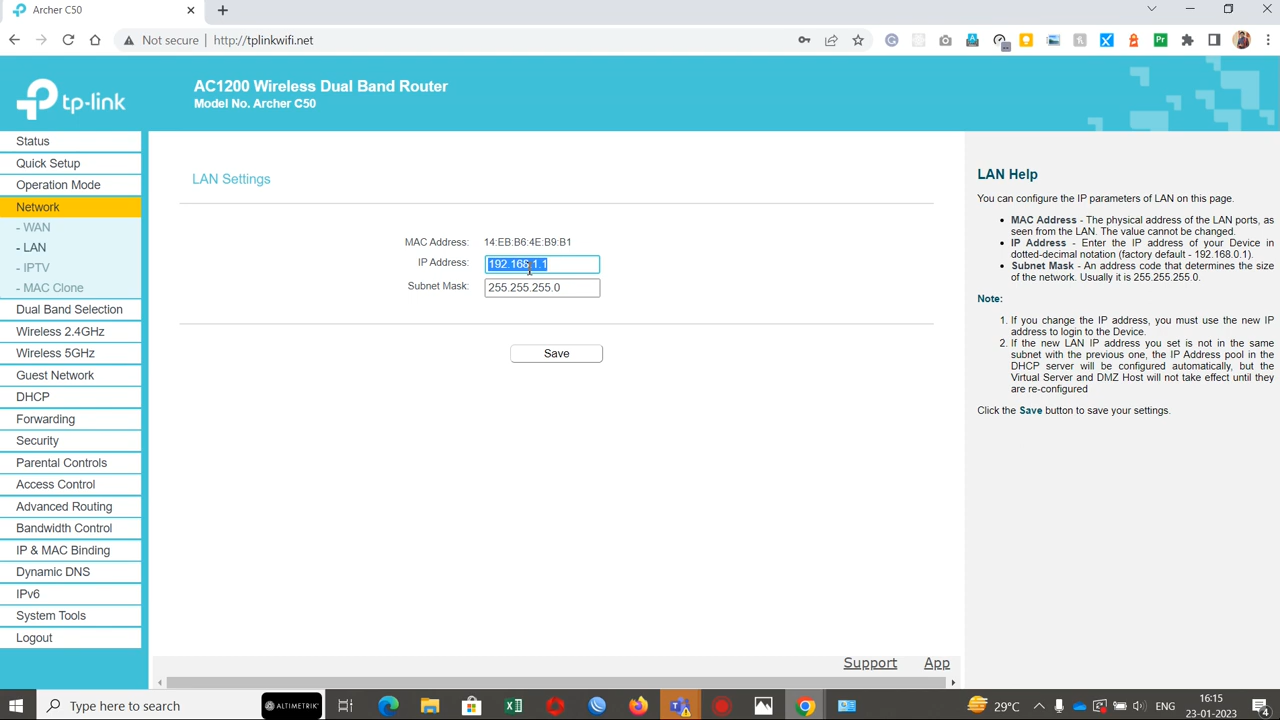 Archer C50
Not secure | http://tplinkwifi.net
tp-link
AC1200 Wireless Dual Band Router
Model No. Archer C50
Status
Quick Setup
Operation Mode
Network
- WAN
- LAN
- IPTV
- MAC Clone
Dual Band Selection
Wireless 2.4GHz
Wireless 5GHz
Guest Network
DHCP
Forwarding
Security
Parental Controls
Access Control
Advanced Routing
Bandwidth Control
IP & MAC Binding
Dynamic DNS
IPv6
System Tools
Logout
LAN Settings
MAC Address: 14:EB:B6:4E:B9:B1
IP Address: 192.168.1.1
Subnet Mask: 255.255.255.0
Save
Support App
LAN Help
You can configure the IP parameters of LAN on this page.
• MAC Address - The physical address of the LAN ports, as
seen from the LAN. The value cannot be changed.
• IP Address - Enter the IP address of your Device in
dotted-decimal notation (factory default - 192.168.0.1).
• Subnet Mask - An address code that determines the size
of the network. Usually it is 255.255.255.0.
Note:
1. If you change the IP address, you must use the new IP
address to login to the Device.
2. If the new LAN IP address you set is not in the same
subnet with the previous one, the IP Address pool in the
DHCP server will be configured automatically, but the
Virtual Server and DMZ Host will not take effect until they
are re-configured
Click the Save button to save your settings.
Type here to search
ALTIMETRIK
29°C
ENG
16:15
23-01-2023
4